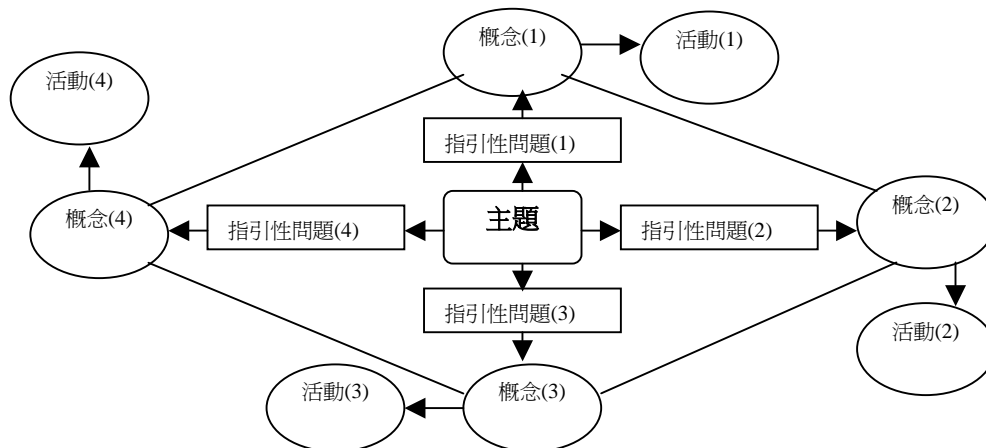 概念(1)
活動(1)
活動(4)
指引性問題(1)
概念(4)
指引性問題(4)
主題
指引性問題(2)
概念(2)
指引性問題(3)
活動(2)
活動(3)
概念(3)